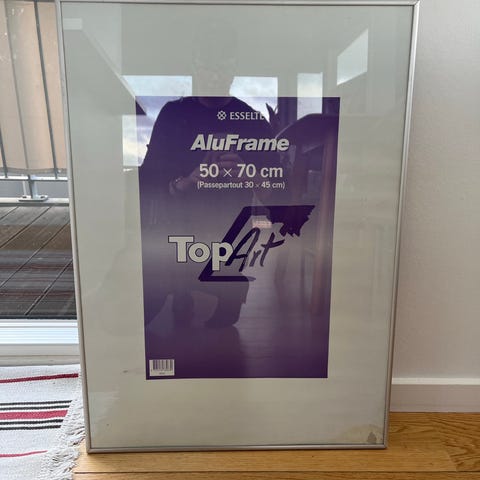 ESSELTE
AluFrame
50 × 70 cm
(Passepartout 30 × 45 cm)
TopArt